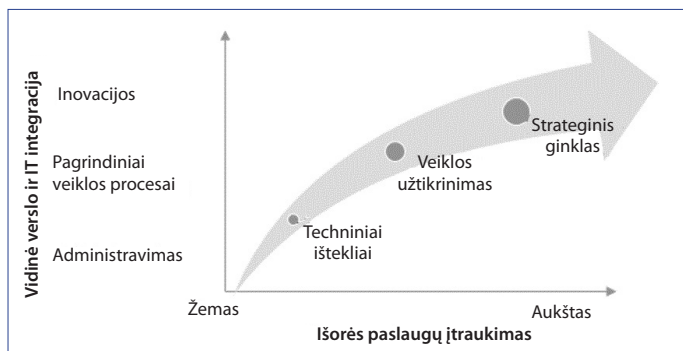 Vidinė verslo ir IT integracija
Inovacijos
Pagrindiniai
veiklos procesai
Administravimas
Strateginis
ginklas
Veiklos
užtikrinimas
Techniniai
ištekliai
Žemas
Aukštas
Išorės paslaugų įtraukimas